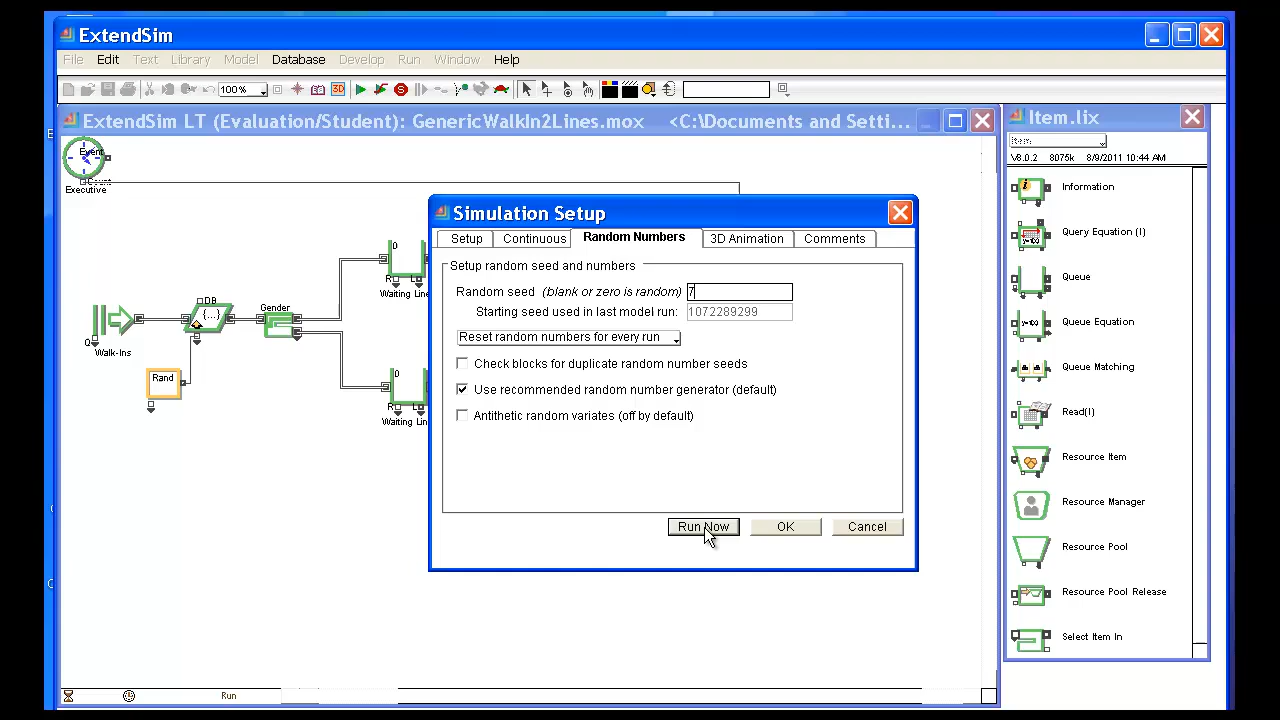 ExtendSim
File Edit Text Library Model Database Develop Run Window Help
100% 3D
ExtendSim LT (Evaluation/Student): GenericWalkIn2Lines.mox <C:\Documents and Setti...
Item.lix
V8.0.2 8075k 8/9/2011 10:44 AM
Event
Count
Executive
Information
Query Equation (I)
Queue
Queue Equation
Queue Matching
Read(I)
Resource Item
Resource Manager
Resource Pool
Resource Pool Release
Select Item In
Simulation Setup
Setup Continuous Random Numbers 3D Animation Comments
Setup random seed and numbers
Random seed (blank or zero is random) 7
Starting seed used in last model run: 1072289299
Reset random numbers for every run
Check blocks for duplicate random number seeds
Use recommended random number generator (default)
Antithetic random variates (off by default)
Run Now OK Cancel
0
R L
Waiting Line
DB
{...}
Gender
Q
Walk-Ins
Rand
0
R L
Waiting Lin
Run